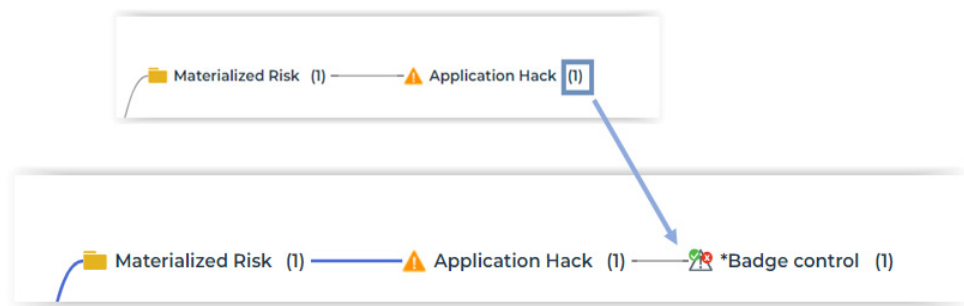 Materialized Risk (1) Application Hack (1)
Materialized Risk (1) Application Hack (1) *Badge control (1)